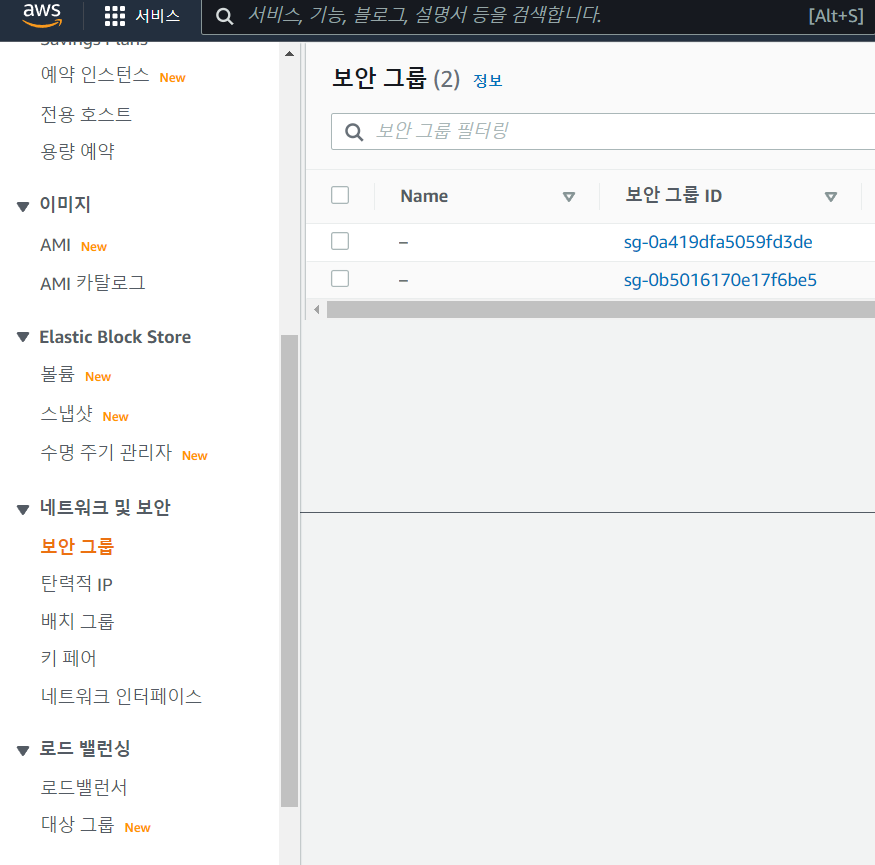 aws
서비스
서비스, 기능, 블로그, 설명서 등을 검색합니다.
[Alt+S]
Savings Plans
예약 인스턴스 New
전용 호스트
용량 예약
이미지
AMI New
AMI 카탈로그
Elastic Block Store
볼륨 New
스냅샷 New
수명 주기 관리자 New
네트워크 및 보안
보안 그룹
탄력적 IP
배치 그룹
키 페어
네트워크 인터페이스
로드 밸런싱
로드밸런서
대상 그룹 New
보안 그룹 (2) 정보
보안 그룹 필터링
Name 보안 그룹 ID
– sg-0a419dfa5059fd3de
– sg-0b5016170e17f6be5